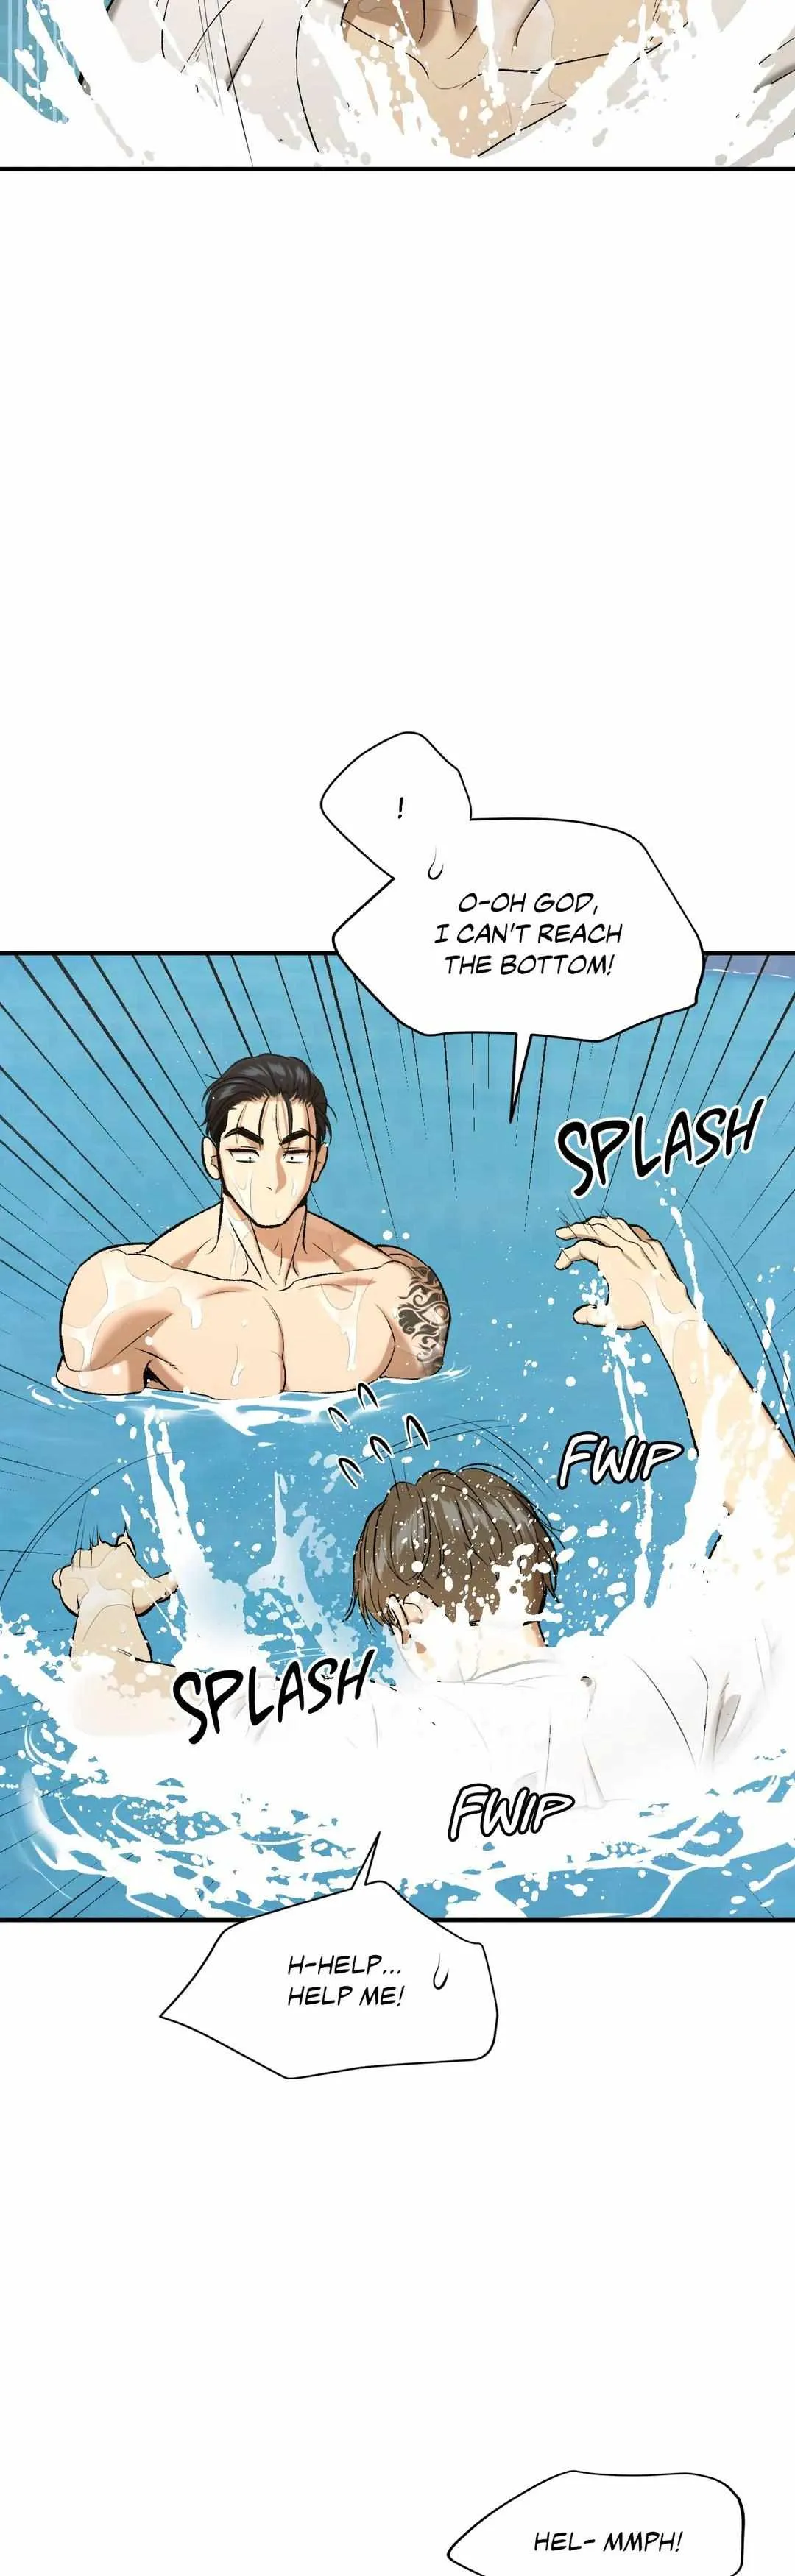 !
O-OH GOD,
I CAN'T REACH
THE BOTTOM!
SPLASH
FWIP
SPLASH
FWIP
H-HELP...
HELP ME!
HEL- MMPH!